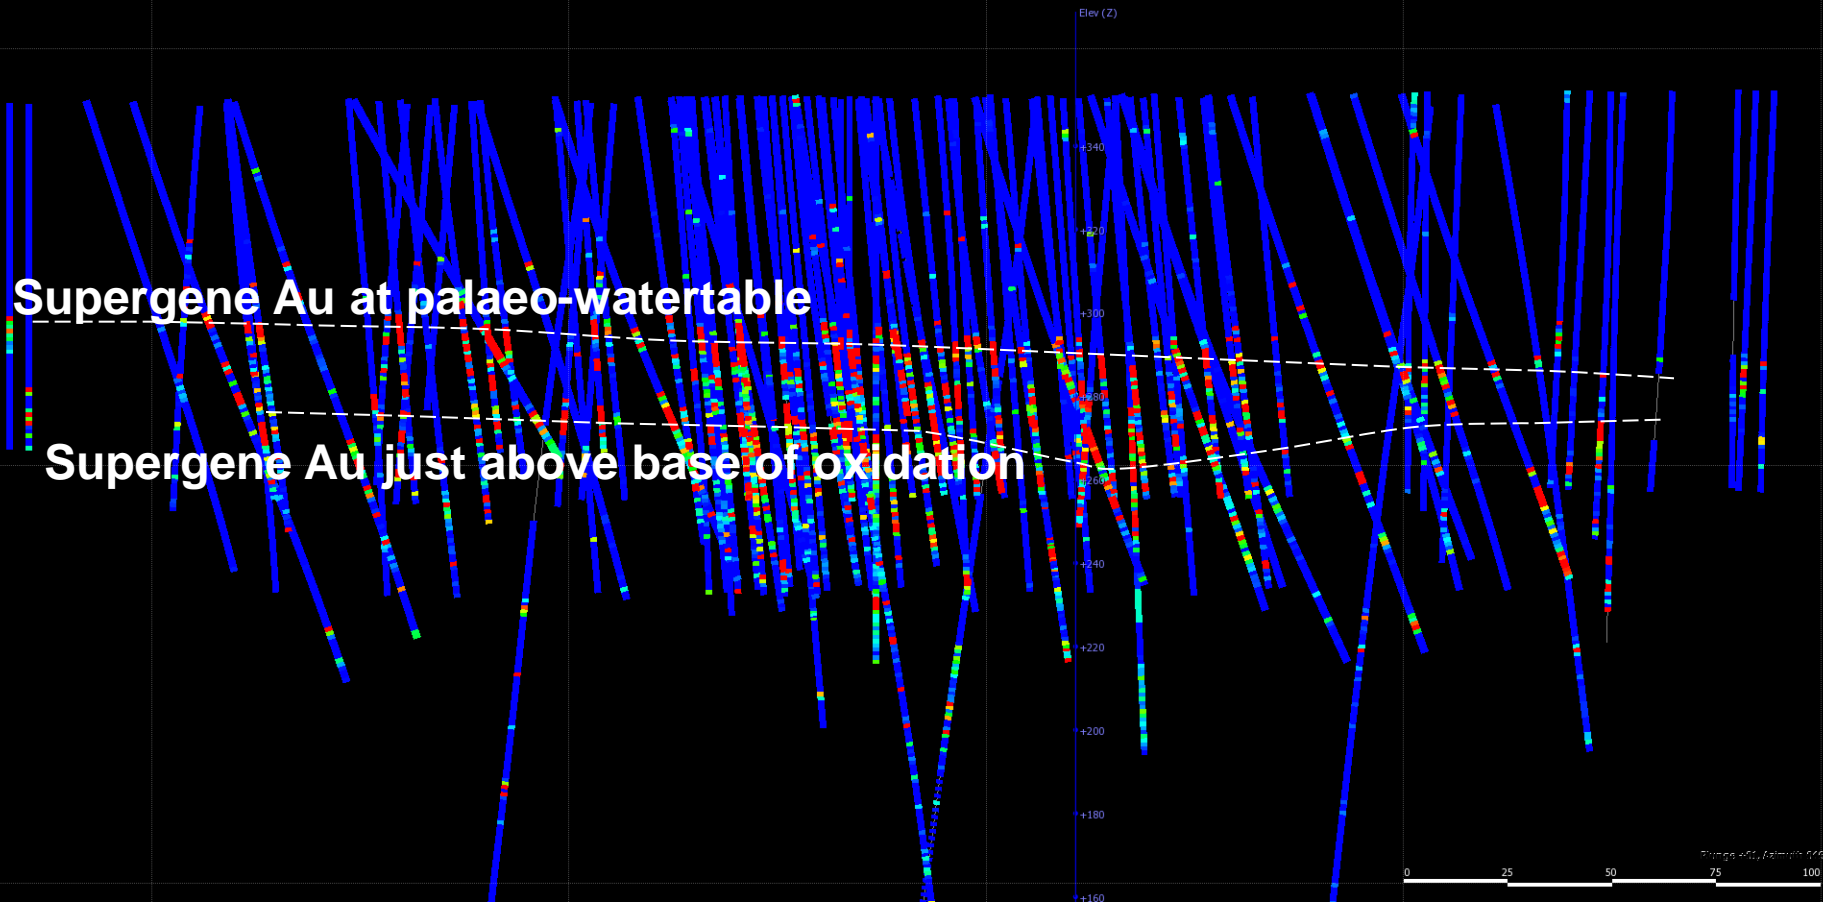 Elev (Z)
+340
+320
Supergene Au at palaeo-watertable
+300
+280
Supergene Au just above base of oxidation
+260
+240
+220
+200
+180
0 25 50 75 100
+160